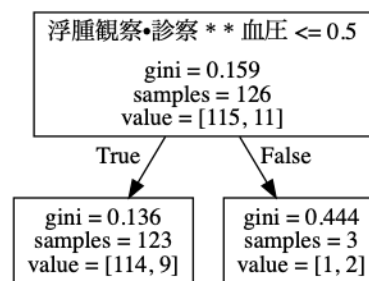 浮腫観察•診察 * * 血圧 <= 0.5
gini = 0.159
samples = 126
value = [115, 11]
True
False
gini = 0.136
samples = 123
value = [114, 9]
gini = 0.444
samples = 3
value = [1, 2]